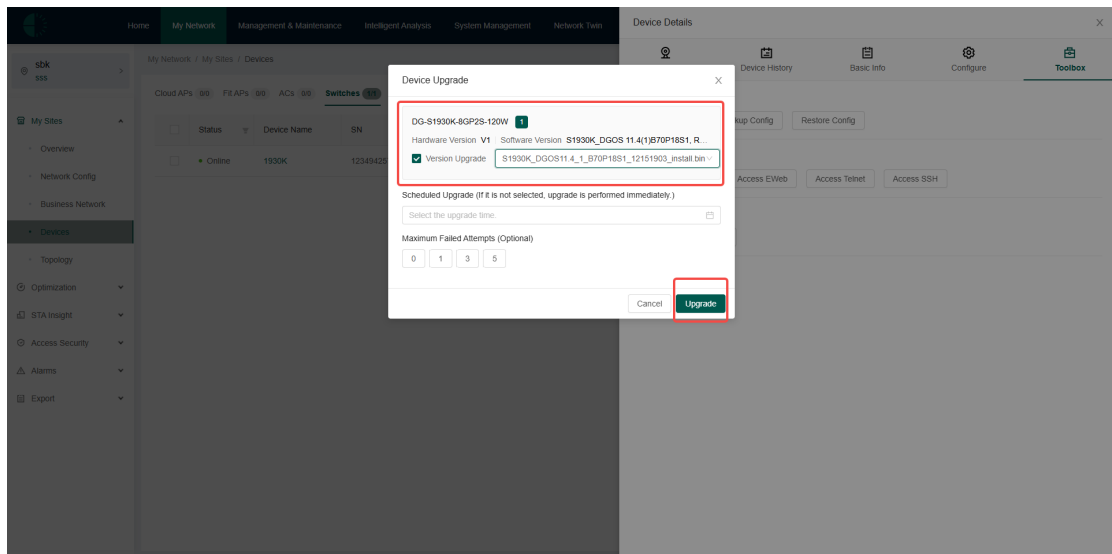 Home My Network Management & Maintenance Intelligent Analysis System Management Network Twin
Device Details
sbk
sss
My Network / My Sites / Devices
Device History Basic Info Configure Toolbox
Cloud APs 0/0 Fit APs 0/0 ACs 0/0 Switches 1/1
Status Device Name SN
Online 1930K 12349428
My Sites
Overview
Network Config
Business Network
Devices
Topology
Optimization
STA Insight
Access Security
Alarms
Export
Device Upgrade
DG-S1930K-8GP2S-120W 1
Hardware Version V1 Software Version S1930K_DGOS 11.4(1)B70P18S1, R...
Version Upgrade S1930K_DGOS11.4_1_B70P18S1_12151903_install.bin
Scheduled Upgrade (If it is not selected, upgrade is performed immediately.)
Select the upgrade time.
Maximum Failed Attempts (Optional)
0 1 3 5
Cancel Upgrade
kup Config Restore Config
Access EWeb Access Telnet Access SSH